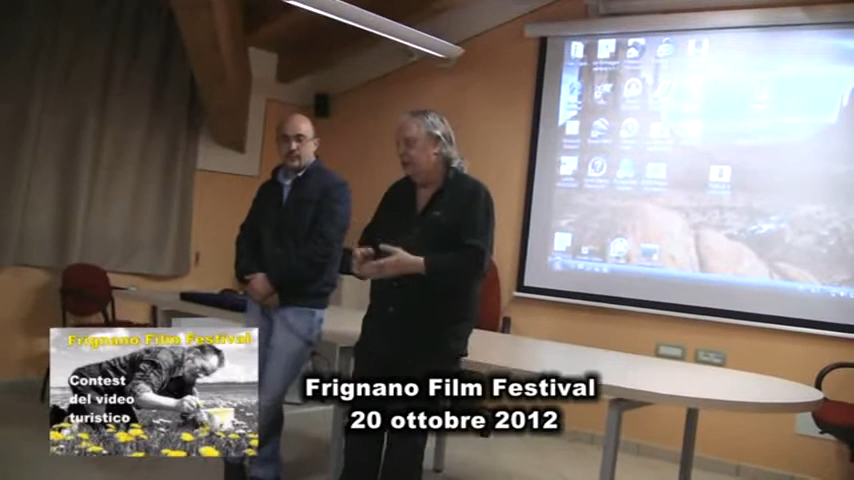 Frignano Film Festival
Contest
del video
turistico
Frignano Film Festival
20 ottobre 2012